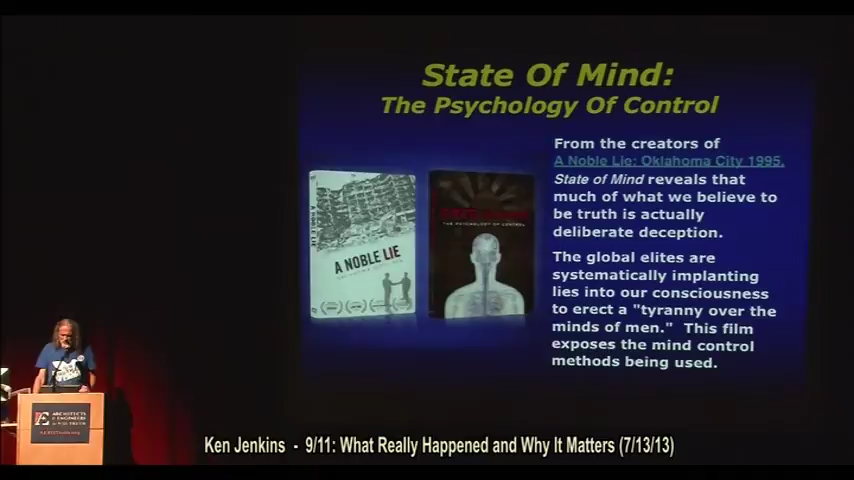 State Of Mind:
The Psychology Of Control
From the creators of
A Noble Lie: Oklahoma City 1995.
State of Mind reveals that
much of what we believe to
be truth is actually
deliberate deception.
The global elites are
systematically implanting
lies into our consciousness
to erect a "tyranny over the
minds of men." This film
exposes the mind control
methods being used.
A NOBLE LIE
A NOBLE LIE
THE PSYCHOLOGY OF CONTROL
ARCHITECTS
& ENGINEERS
Ken Jenkins - 9/11: What Really Happened and Why It Matters (7/13/13)